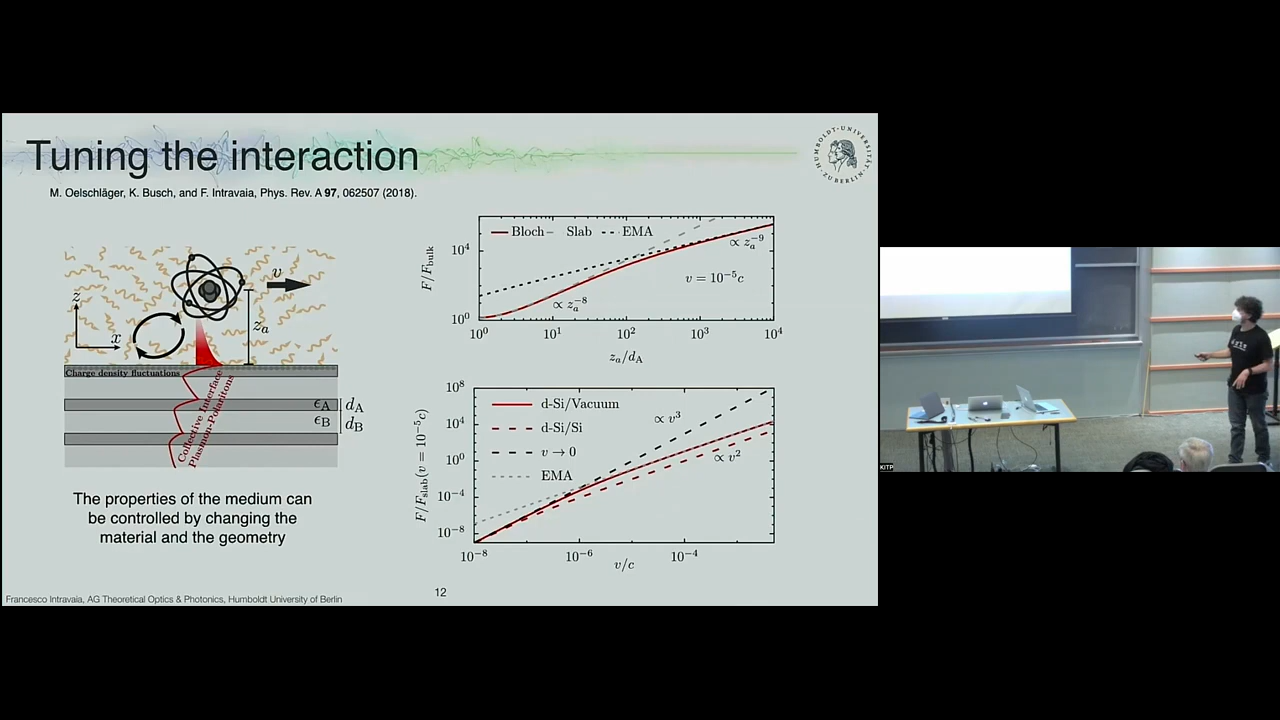 Tuning the interaction
M. Oelschläger, K. Busch, and F. Intravaia, Phys. Rev. A 97, 062507 (2018).
HUMBOLDT-UNIVERSITÄT ZU BERLIN
z
x
v
z_a
Charge density fluctuations
Collective Interface
Plasmon-Polaritons
ϵ_A d_A
ϵ_B d_B
The properties of the medium can
be controlled by changing the
material and the geometry
F/F_bulk
10^4
10^0
Bloch Slab EMA
∝ z_a^{-9}
v = 10^{-5}c
∝ z_a^{-8}
10^0 10^1 10^2 10^3 10^4
z_a/d_A
F/F_slab(v = 10^{-5}c)
10^8
10^4
10^0
10^{-4}
10^{-8}
d-Si/Vacuum
d-Si/Si
v → 0
EMA
∝ v^3
∝ v^2
10^{-8} 10^{-6} 10^{-4}
v/c
12
Francesco Intravaia, AG Theoretical Optics & Photonics, Humboldt University of Berlin
KITP